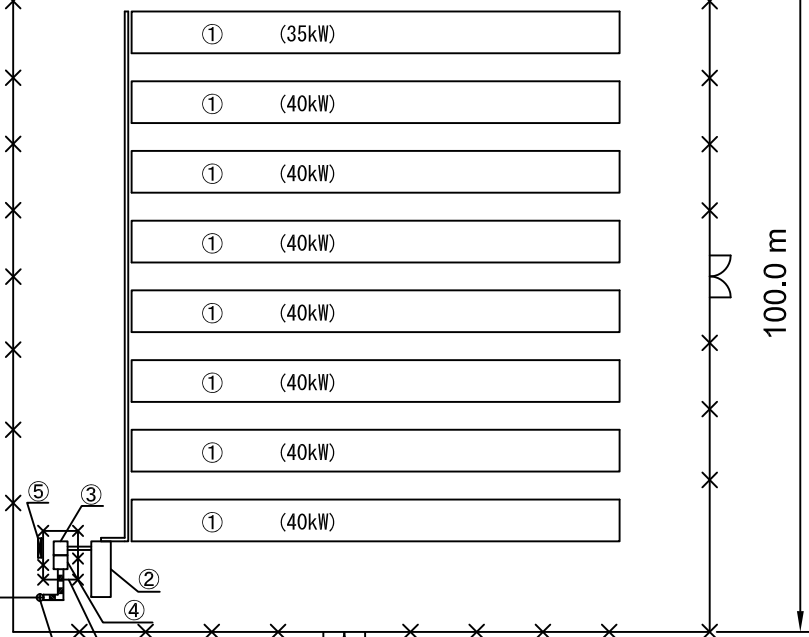 ① (35kW)
① (40kW)
① (40kW)
① (40kW)
① (40kW)
① (40kW)
① (40kW)
① (40kW)
100.0 m
⑤
③
②
④